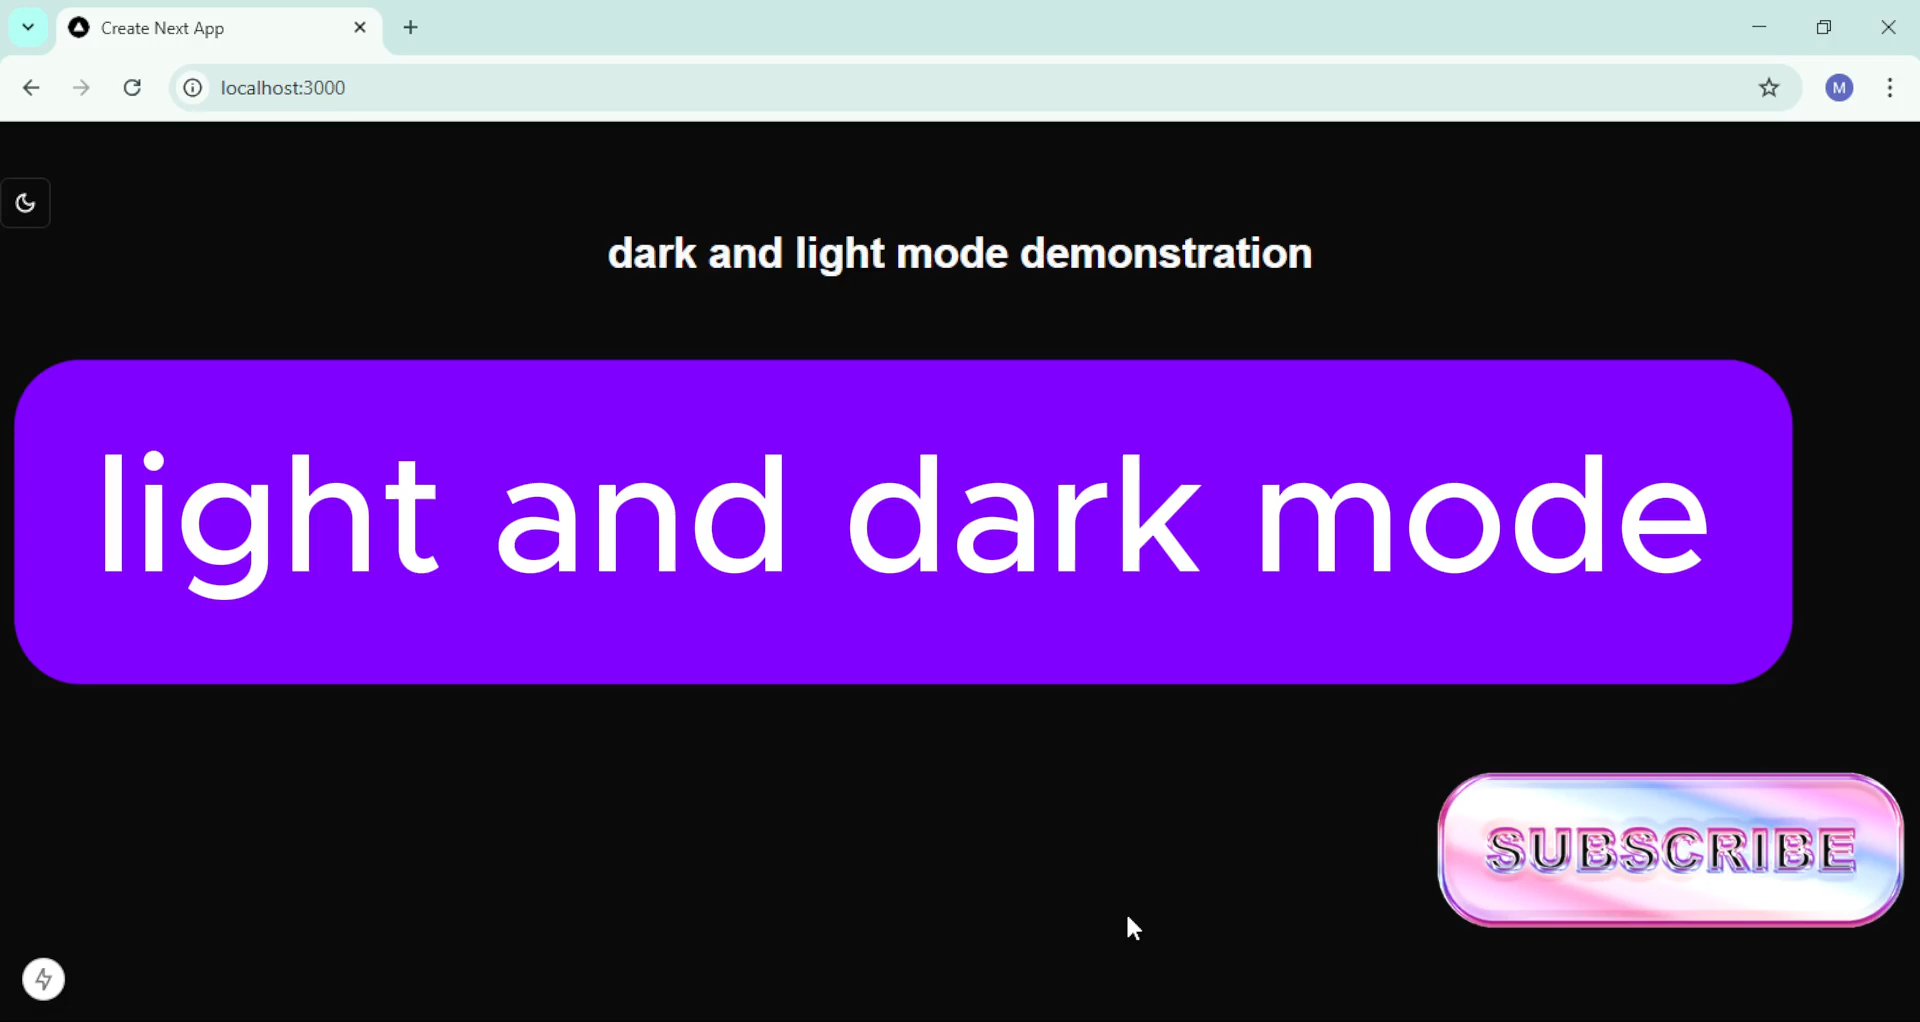 Create Next App
localhost:3000
M
dark and light mode demonstration
light and dark mode
SUBSCRIBE